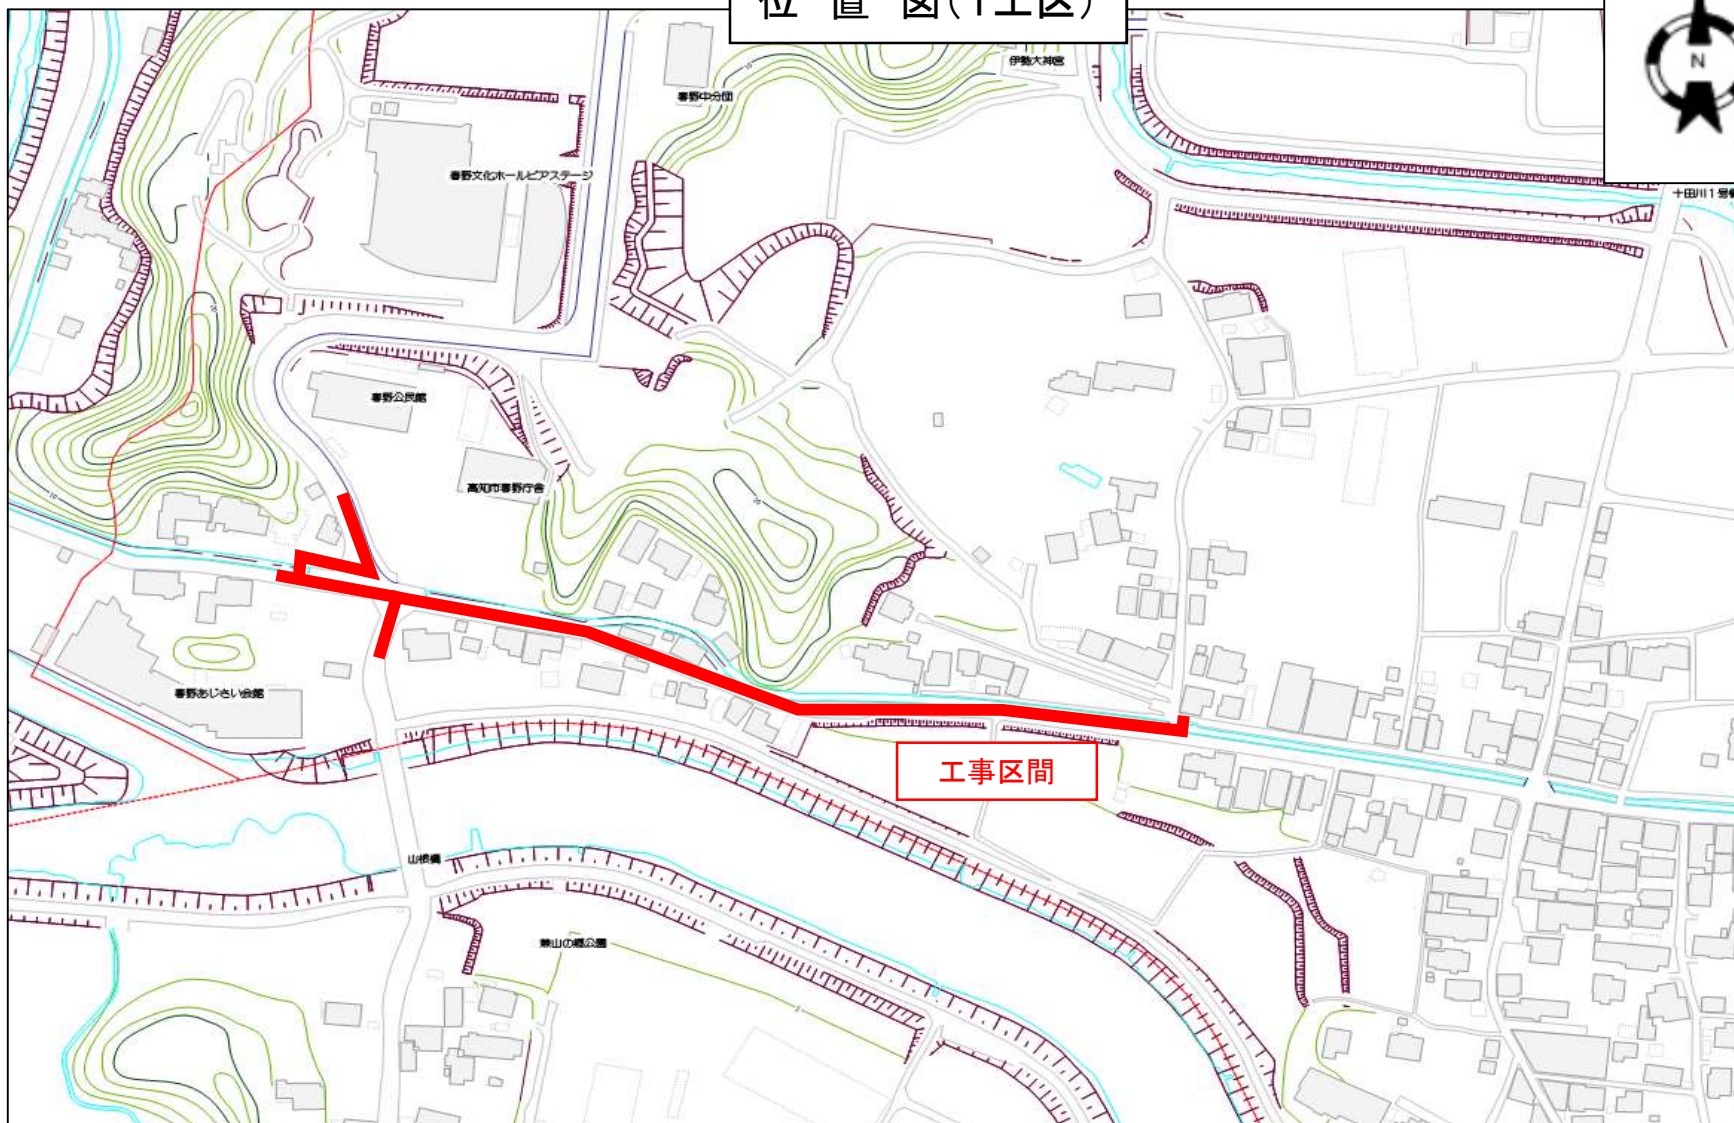 位 置 図(1工区)
N
伊勢大神宮
春野中分団
春野文化ホールピアステージ
十田川1号橋
春野公民館
高知市春野庁舎
春野あじさい会館
工事区間
山根橋
兼山の郷公園